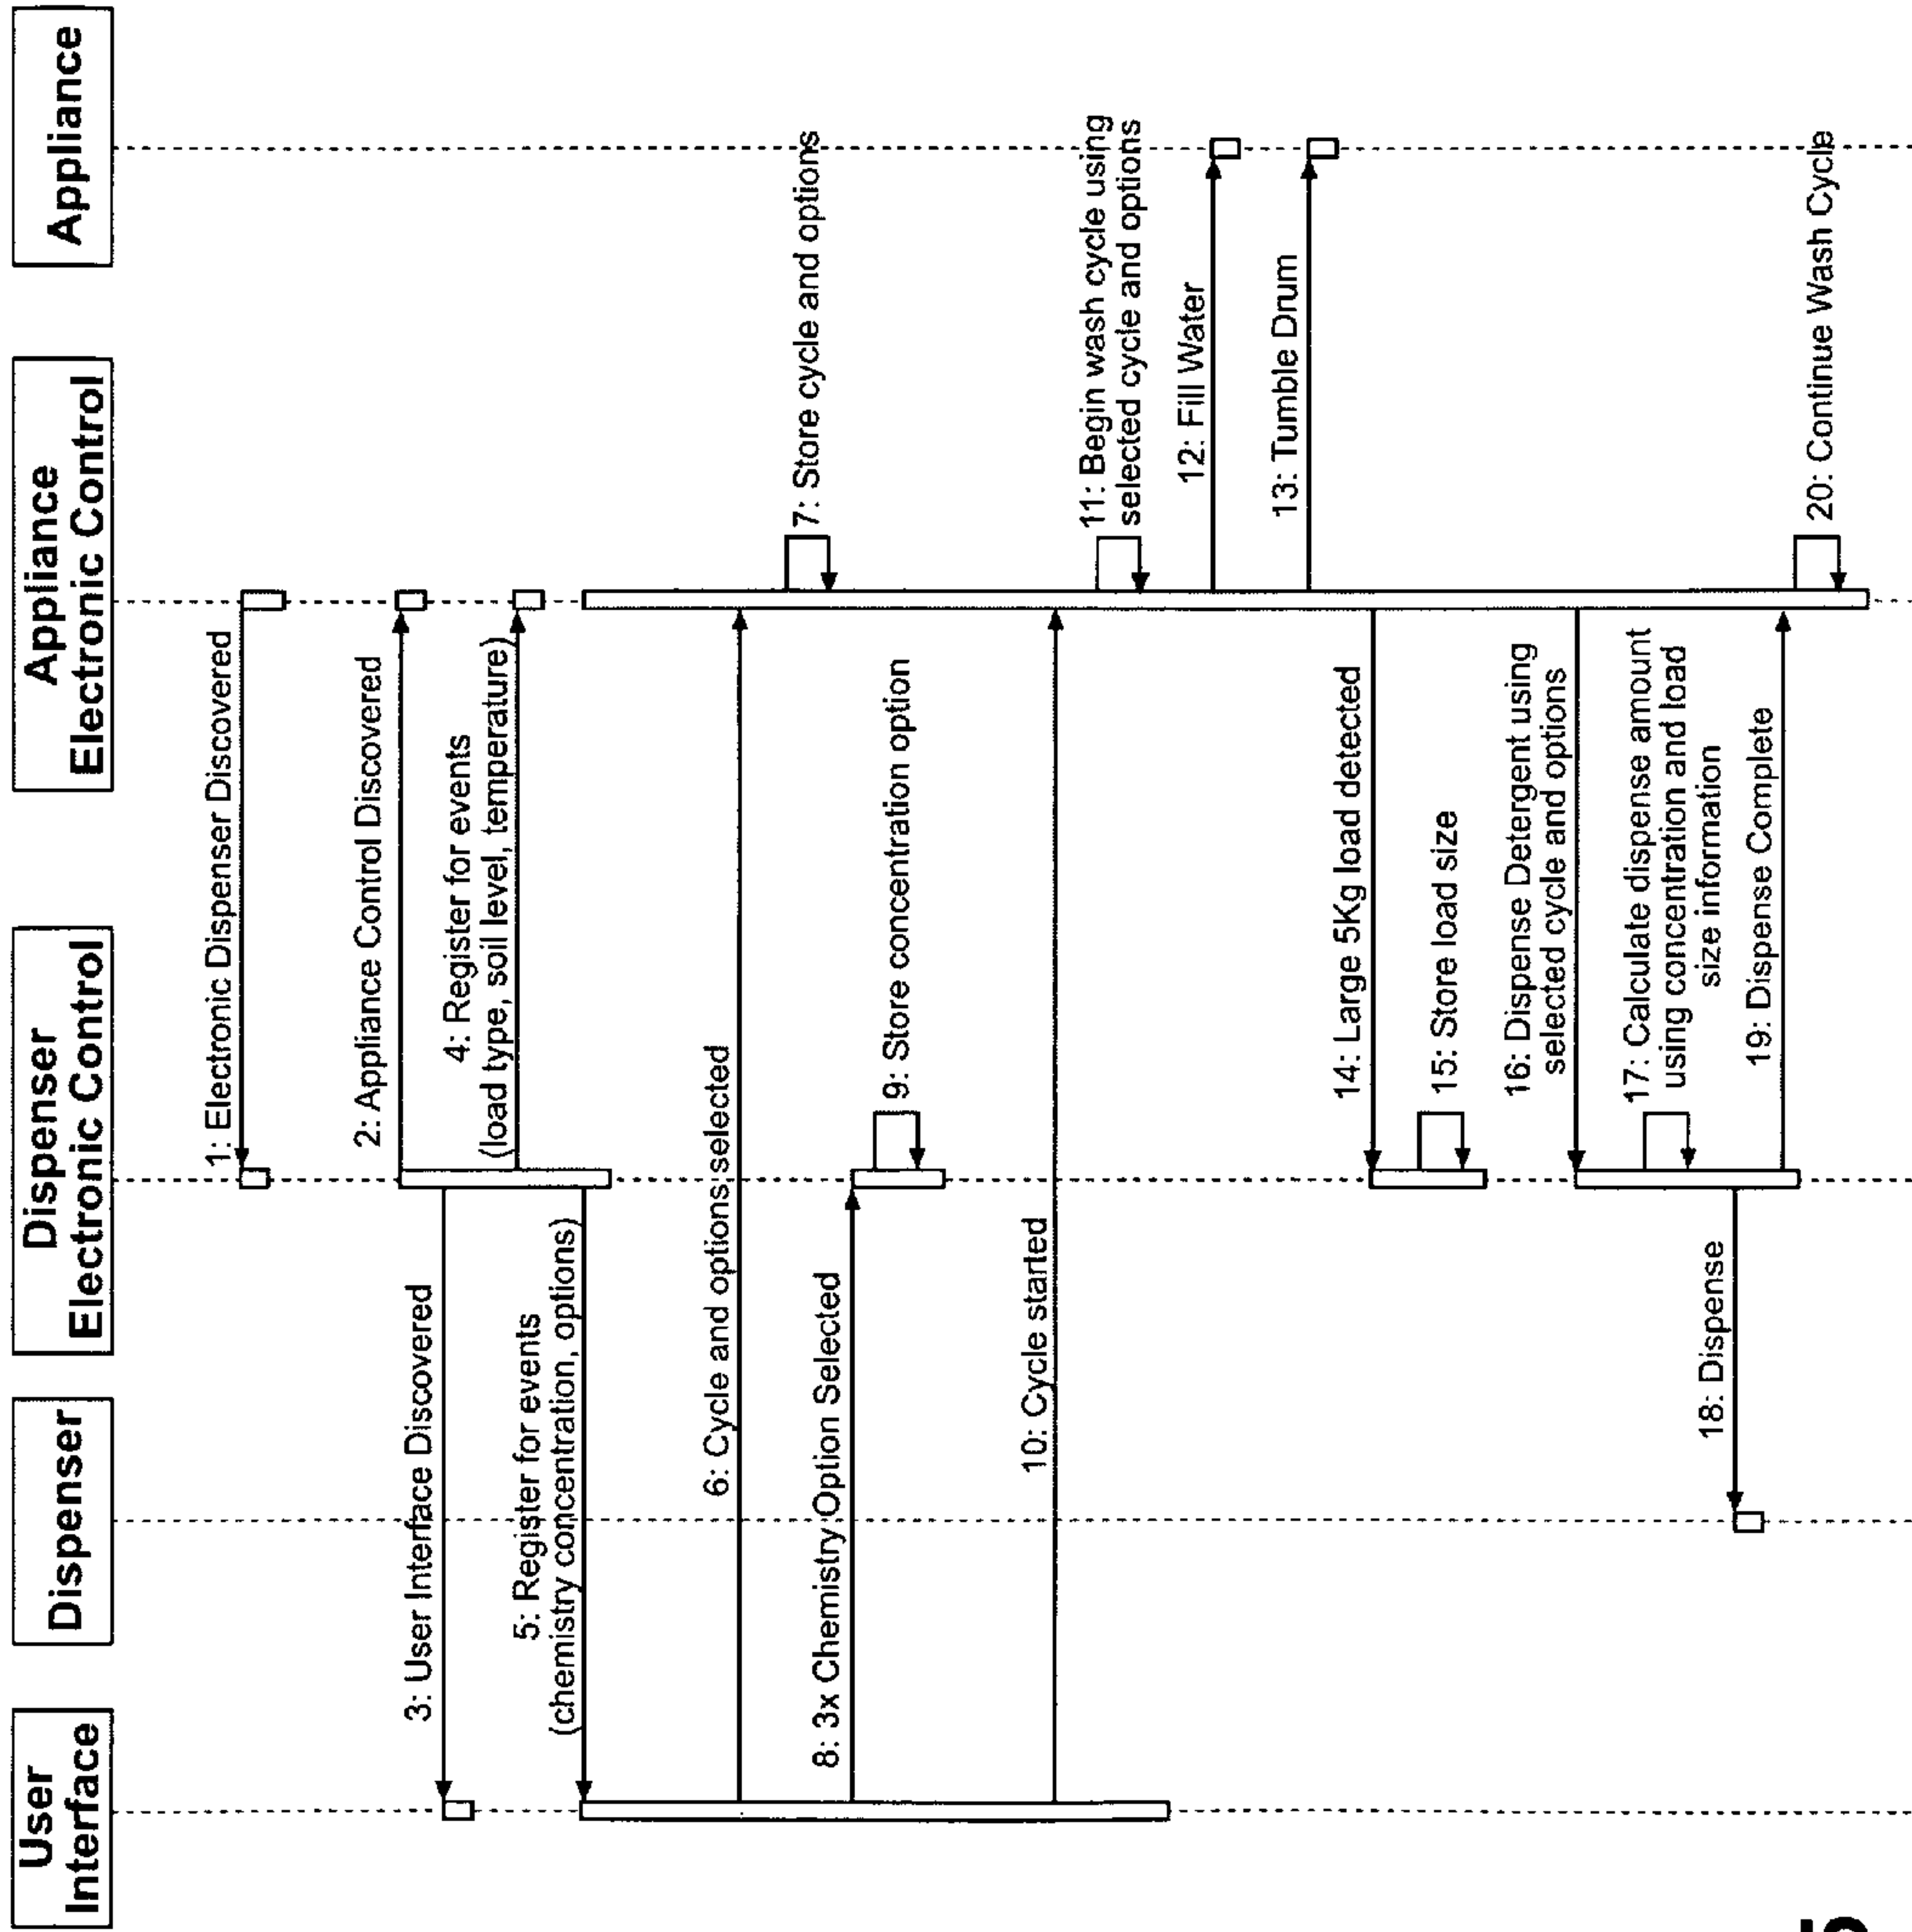 User
Interface
Dispenser
Dispenser
Electronic Control
Appliance
Electronic Control
Appliance
1: Electronic Dispenser Discovered
2: Appliance Control Discovered
3: User Interface Discovered
4: Register for events
(load type, soil level, temperature)
5: Register for events
(chemistry concentration, options)
6: Cycle and options selected
7: Store cycle and options
8: 3x Chemistry Option Selected
9: Store concentration option
10: Cycle started
11: Begin wash cycle using
selected cycle and options
12: Fill Water
13: Tumble Drum
14: Large 5Kg load detected
15: Store load size
16: Dispense Detergent using
selected cycle and options
17: Calculate dispense amount
using concentration and load
size information
18: Dispense
19: Dispense Complete
20: Continue Wash Cycle